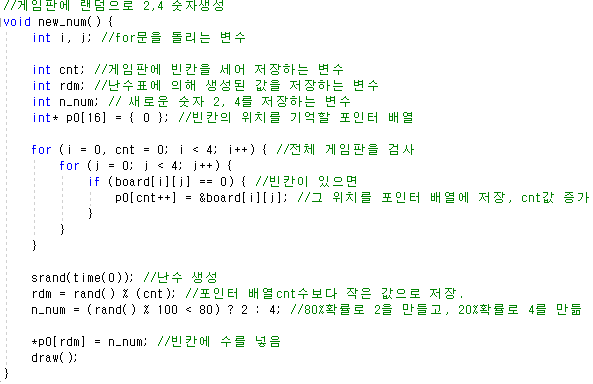 //게임판에 랜덤으로 2,4 숫자생성
void new_num() {
int i, j; //for문을 돌리는 변수
int cnt; //게임판에 빈칸을 세어 저장하는 변수
int rdm; //난수표에 의해 생성된 값을 저장하는 변수
int n_num; // 새로운 숫자 2, 4를 저장하는 변수
int* p0[16] = { 0 }; //빈칸의 위치를 기억할 포인터 배열
for (i = 0, cnt = 0; i < 4; i++) { //전체 게임판을 검사
for (j = 0; j < 4; j++) {
if (board[i][j] == 0) { //빈칸이 있으면
p0[cnt++] = &board[i][j]; //그 위치를 포인터 배열에 저장, cnt값 증가
}
}
}
srand(time(0)); //난수 생성
rdm = rand() % (cnt); //포인터 배열cnt수보다 작은 값으로 저장.
n_num = (rand() % 100 < 80) ? 2 : 4; //80%확률로 2을 만들고, 20%확률로 4를 만듦
*p0[rdm] = n_num; //빈칸에 수를 넣음
draw();
}